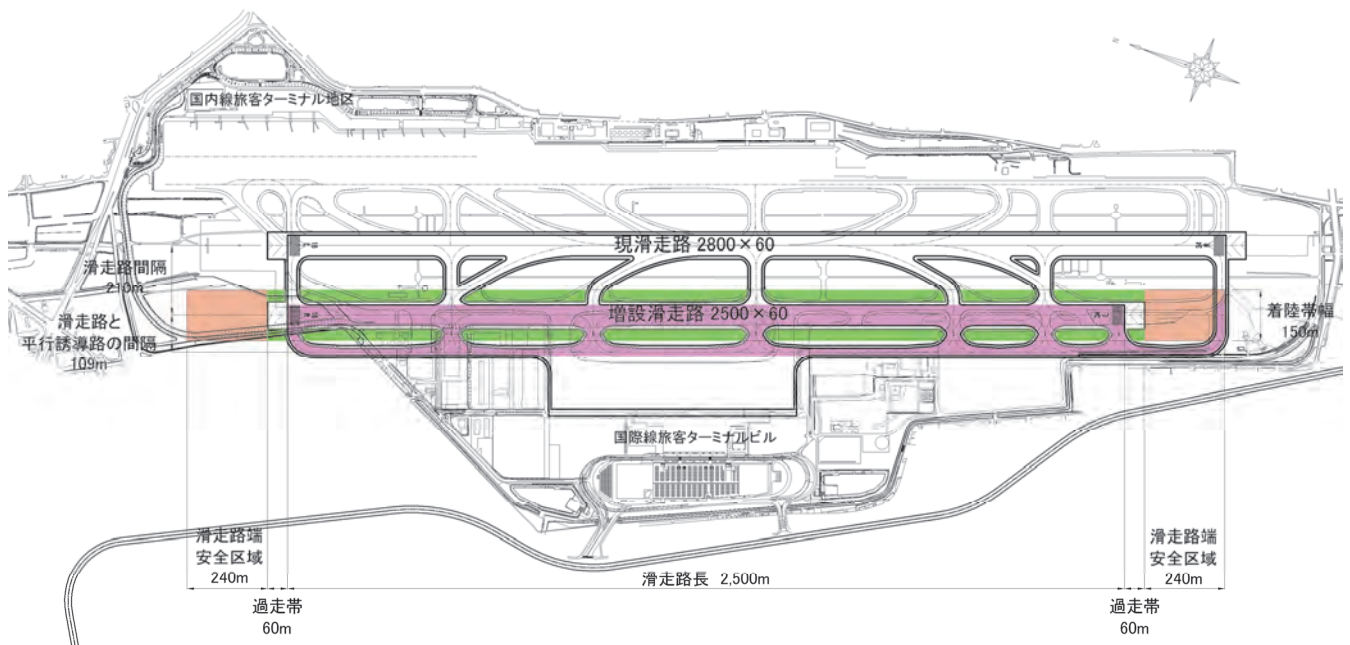 国内線旅客ターミナル地区
現滑走路 2800×60
滑走路間隔
210m
増設滑走路 2500×60
滑走路と
平行誘導路の間隔
109m
着陸帯幅
150m
国際線旅客ターミナルビル
滑走路端
安全区域
240m
滑走路長 2,500m
滑走路端
安全区域
240m
過走帯
60m
過走帯
60m